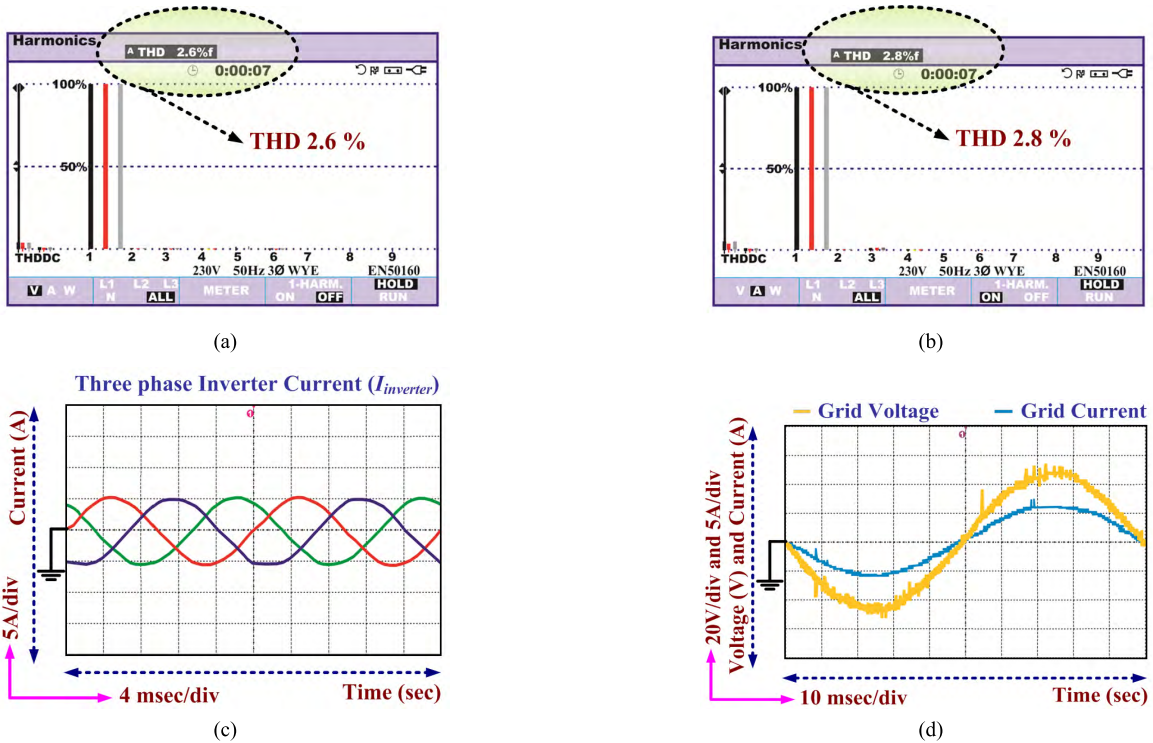 Harmonics
A THD 2.6%f
0:00:07
100%
THD 2.6 %
50%
THDDC 1 2 3 4 5 6 7 8 9
230V 50Hz 3Ø WYE EN50160
V A W L1 L2 L3 N ALL METER 1-HARM. ON OFF HOLD RUN
(a)
Harmonics
A THD 2.8%f
0:00:07
100%
THD 2.8 %
50%
THDDC 1 2 3 4 5 6 7 8 9
230V 50Hz 3Ø WYE EN50160
V A W L1 L2 L3 N ALL METER 1-HARM. ON OFF HOLD RUN
(b)
Three phase Inverter Current (Iinverter)
Current (A)
5A/div
4 msec/div
Time (sec)
(c)
Grid Voltage
Grid Current
20V/div and 5A/div
Voltage (V) and Current (A)
10 msec/div
Time (sec)
(d)